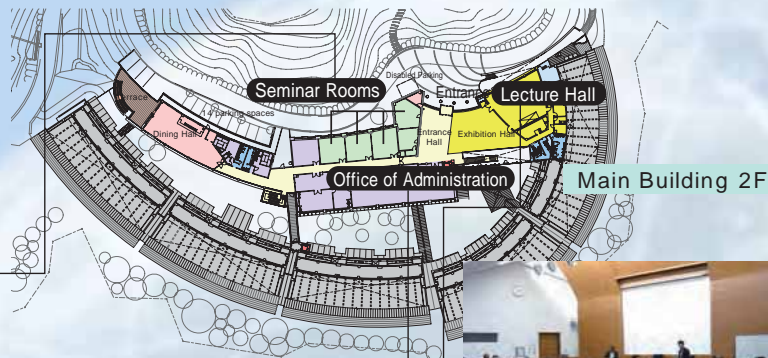 Disabled Parking
Seminar Rooms
Entrance
Lecture Hall
Terrace
14 parking spaces
Dining Hall
Entrance
Hall
Exhibition Hall
Office of Administration
Main Building 2F